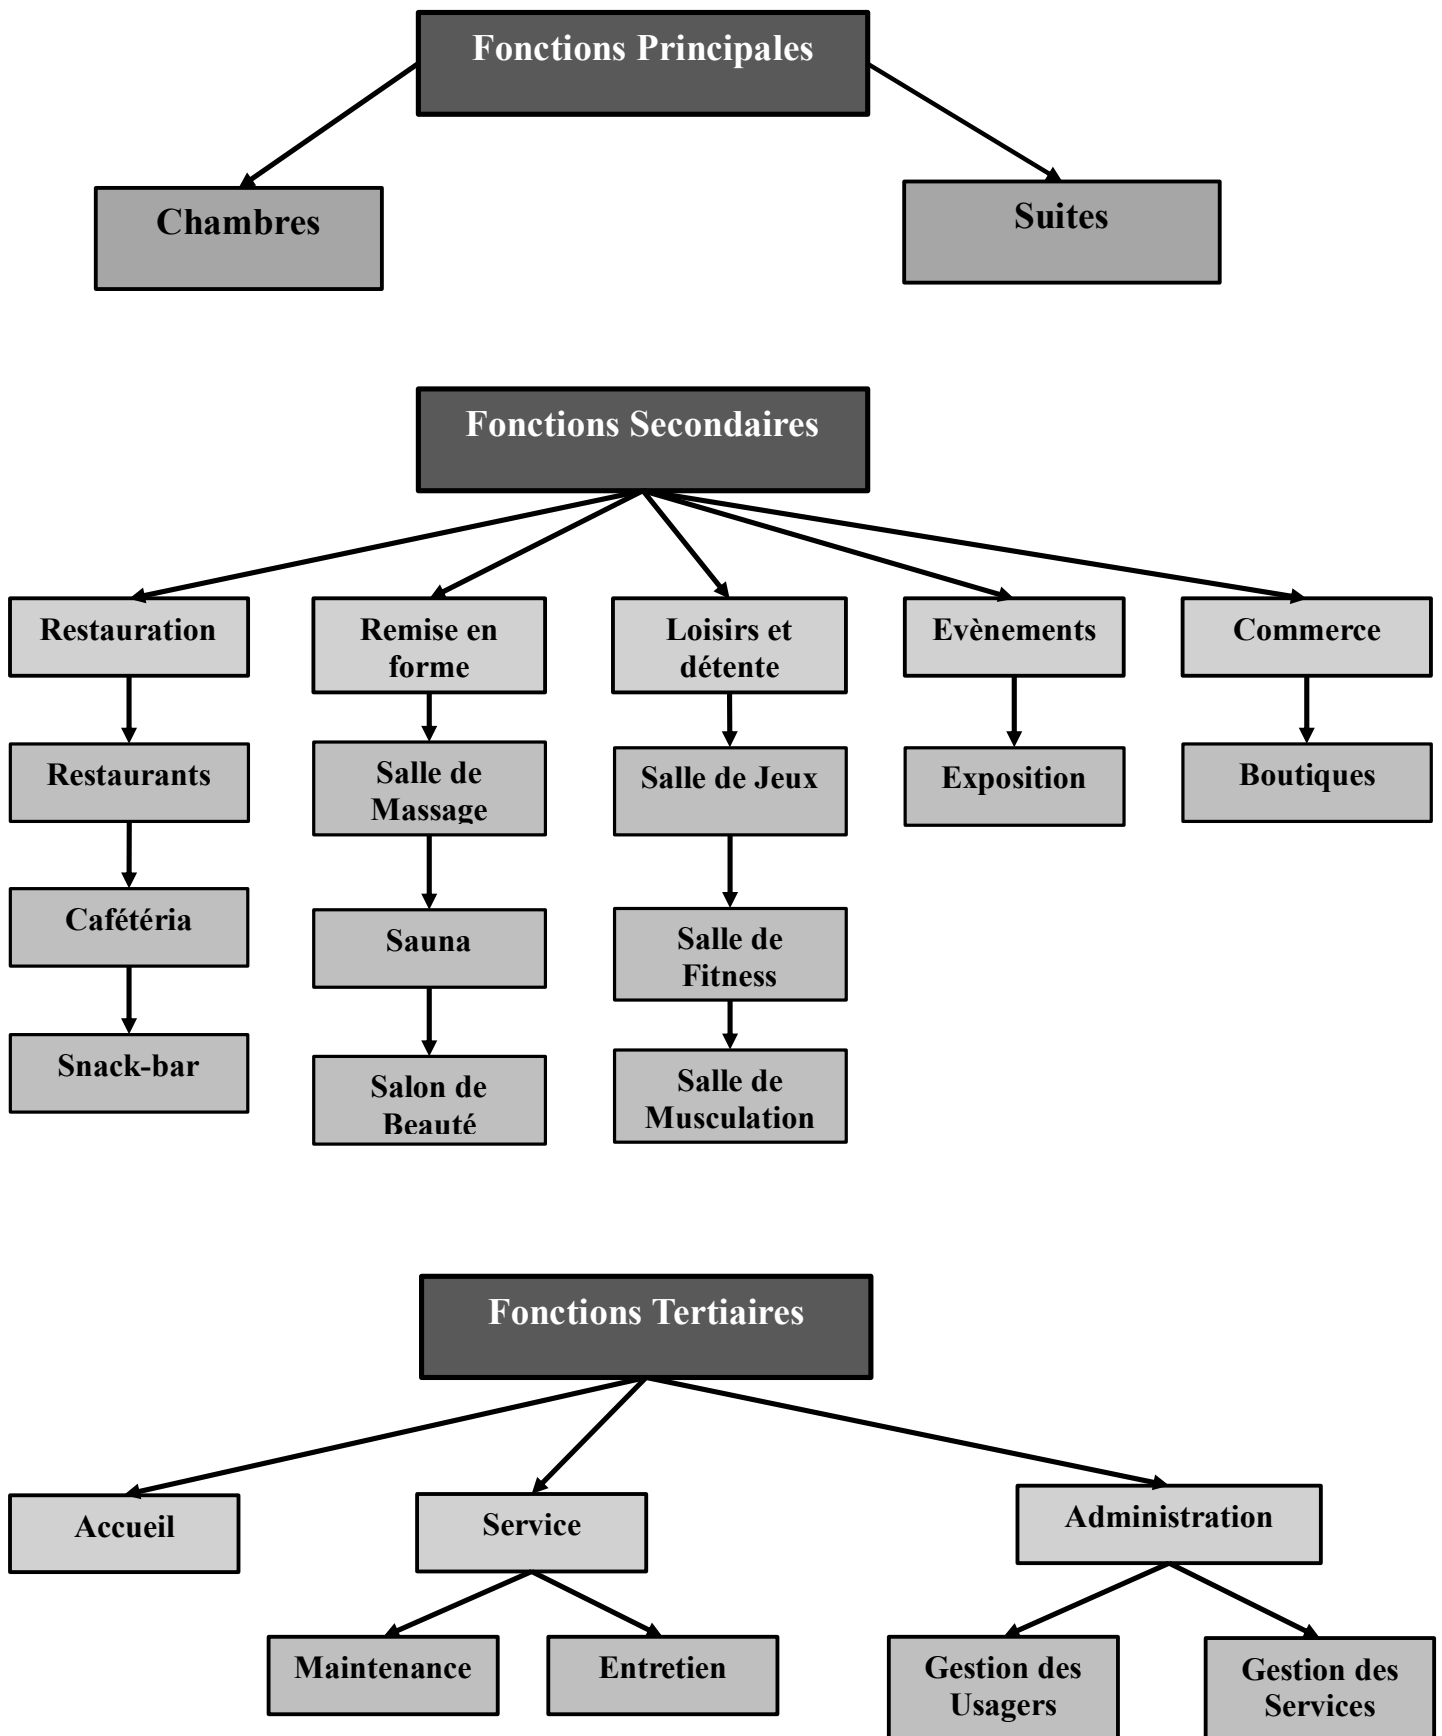 Fonctions Principales
Chambres
Suites
Fonctions Secondaires
Restauration
Remise en
forme
Loisirs et
détente
Evènements
Commerce
Restaurants
Salle de
Massage
Salle de Jeux
Exposition
Boutiques
Cafétéria
Sauna
Salle de
Fitness
Snack-bar
Salon de
Beauté
Salle de
Musculation
Fonctions Tertiaires
Accueil
Service
Administration
Maintenance
Entretien
Gestion des
Usagers
Gestion des
Services